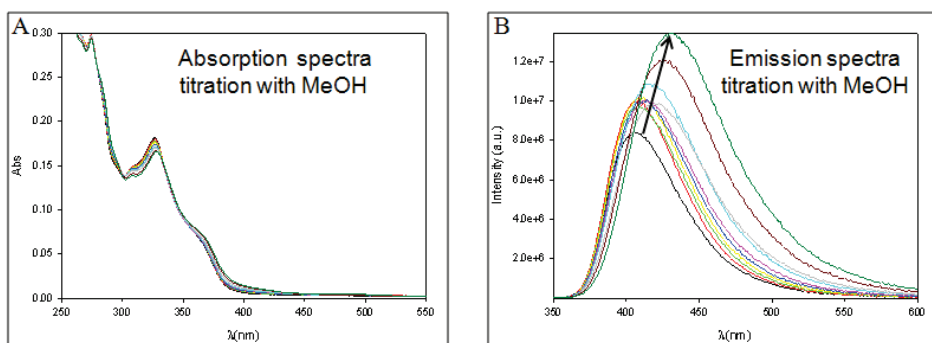 A
Absorption spectra
titration with MeOH
Abs
0.30
0.20
0.15
0.10
0.05
0.00
250
300
350
400
450
500
550
λ(nm)
B
Emission spectra
titration with MeOH
Intensity (a.u.)
1.2e+7
1.0e+7
8.0e+6
6.0e+6
4.0e+6
2.0e+6
350
400
450
500
550
600
λ(nm)